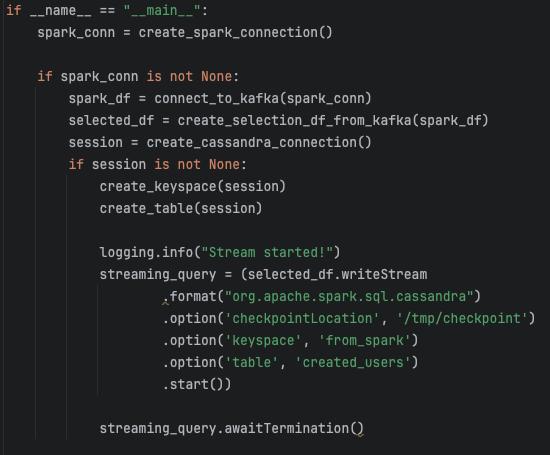 if __name__ == "__main__":
    spark_conn = create_spark_connection()

    if spark_conn is not None:
        spark_df = connect_to_kafka(spark_conn)
        selected_df = create_selection_df_from_kafka(spark_df)
        session = create_cassandra_connection()
        if session is not None:
            create_keyspace(session)
            create_table(session)

            logging.info("Stream started!")
            streaming_query = (selected_df.writeStream
                    .format("org.apache.spark.sql.cassandra")
                    .option('checkpointLocation', '/tmp/checkpoint')
                    .option('keyspace', 'from_spark')
                    .option('table', 'created_users')
                    .start())

            streaming_query.awaitTermination()